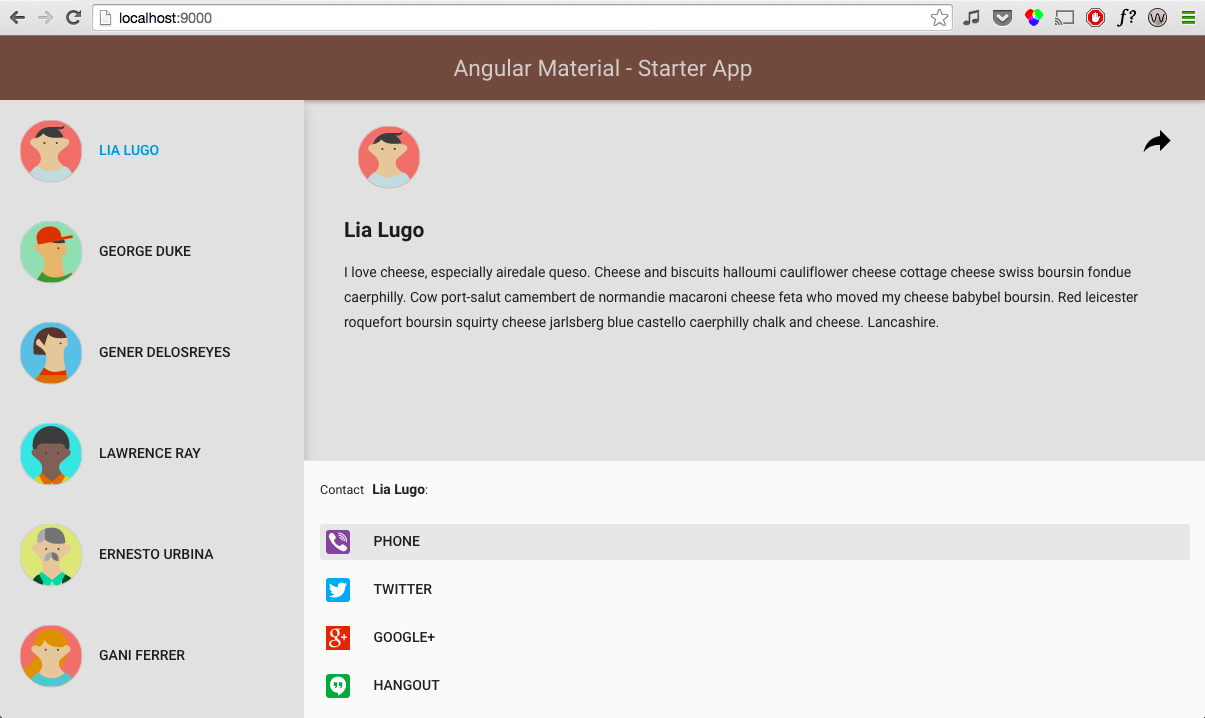 localhost:9000
f?
W
Angular Material - Starter App
LIA LUGO
GEORGE DUKE
GENER DELOSREYES
LAWRENCE RAY
ERNESTO URBINA
GANI FERRER
Lia Lugo
I love cheese, especially airedale queso. Cheese and biscuits halloumi cauliflower cheese cottage cheese swiss boursin fondue
caerphilly. Cow port-salut camembert de normandie macaroni cheese feta who moved my cheese babybel boursin. Red leicester
roquefort boursin squirty cheese jarlsberg blue castello caerphilly chalk and cheese. Lancashire.
Contact Lia Lugo:
PHONE
TWITTER
g+ GOOGLE+
HANGOUT